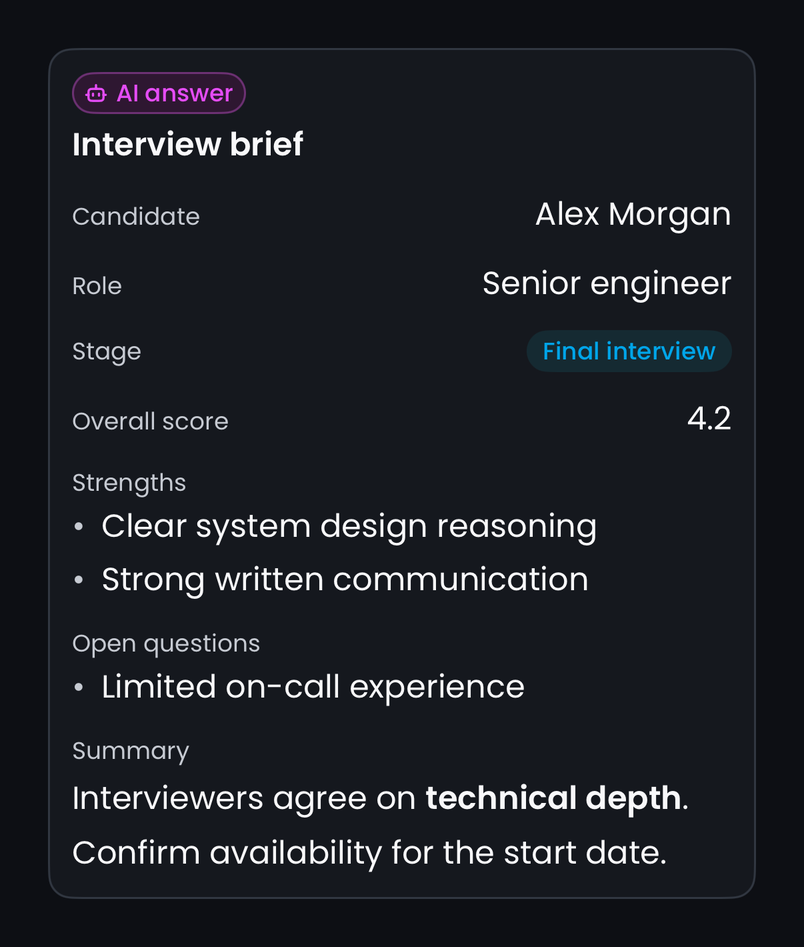 AI answer
Interview brief
Candidate
Alex Morgan
Role
Senior engineer
Stage
Final interview
Overall score
4.2
Strengths
• Clear system design reasoning
• Strong written communication
Open questions
• Limited on-call experience
Summary
Interviewers agree on technical depth.
Confirm availability for the start date.